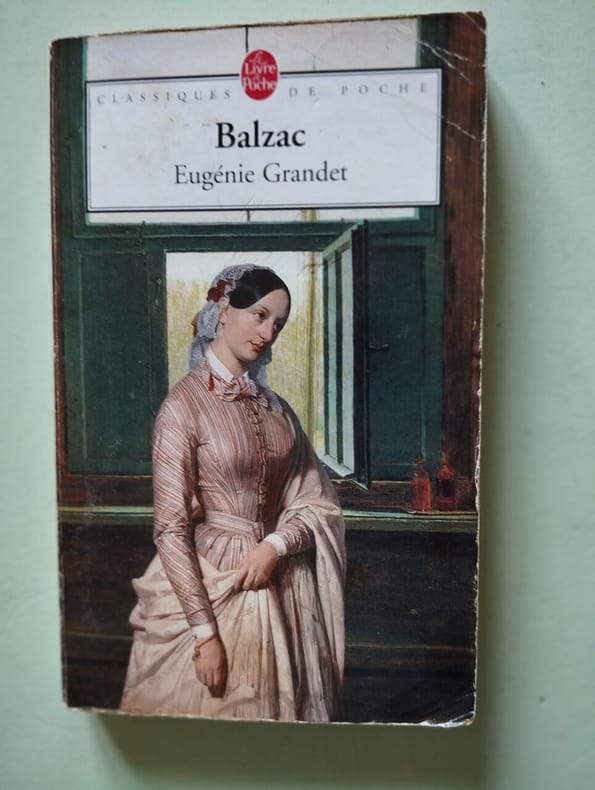 Le
Livre
de
Poche
CLASSIQUES DE POCHE
Balzac
Eugénie Grandet